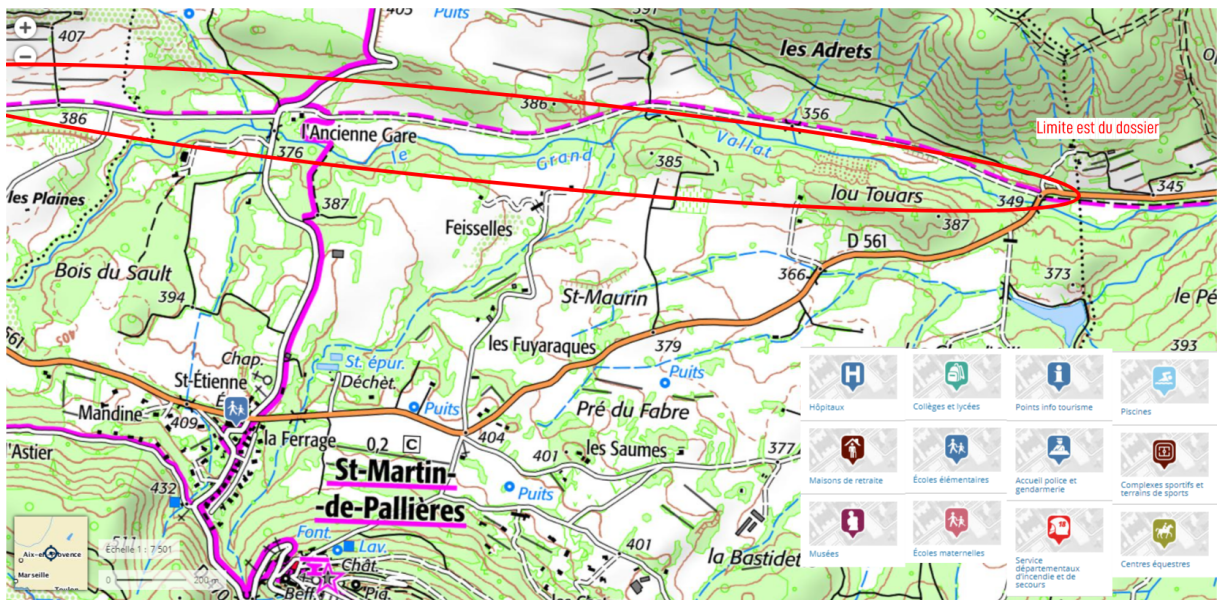 +
−
407
405
Puits
391
les Adrets
386
386
356
l'Ancienne Gare
376
le Grand Vallat
385
Limite est du dossier
les Plaines
387
Feisselles
lou Touars
349
387
345
D 561
Bois du Sault
394
St-Maurin
366
373
le Pé
405
561
Chap.
St-Étienne
St. épur.
Déchèt.
les Fuyaraques
379
Puits
393
Mandine
409
la Ferrage
Puits
Pré du Fabre
l'Astier
0,2 C
404
401
les Saumes
377
St-Martin-
-de-Pallières
432
Puits
511
Font.
Lav.
Chât.
Beff.
Pig.
401
la Bastide
Aix-en-Provence
Marseille
Toulon
Échelle 1 : 7 501
0 200 m
Hôpitaux
Collèges et lycées
Points info tourisme
Piscines
Maisons de retraite
Écoles élémentaires
Accueil police et
gendarmerie
Complexes sportifs et
terrains de sports
Musées
Écoles maternelles
Service
départementaux
d'incendie et de
secours
Centres équestres